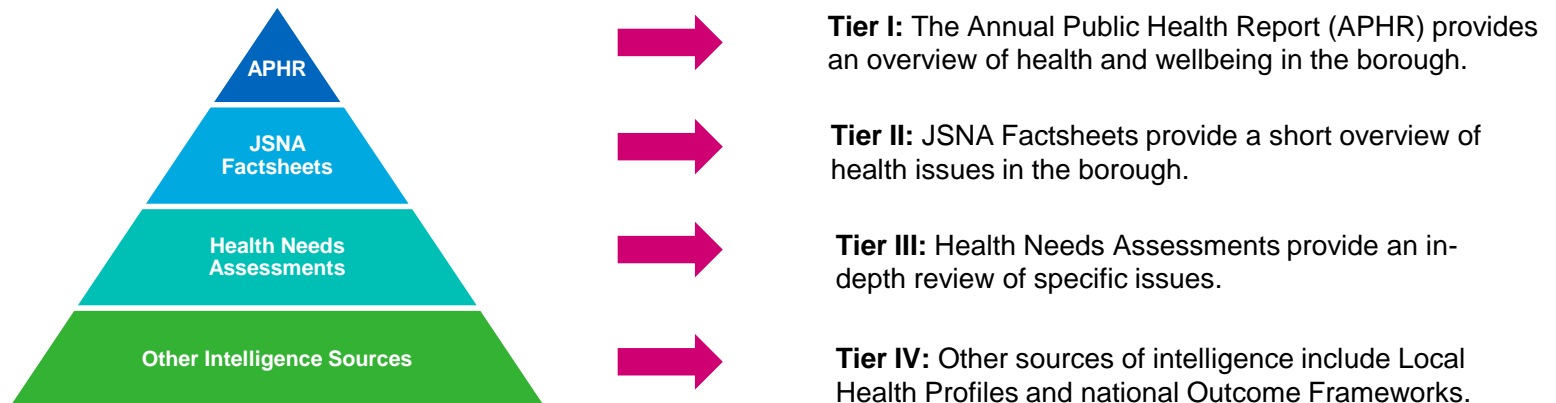 APHR
Tier I: The Annual Public Health Report (APHR) provides
an overview of health and wellbeing in the borough.
JSNA
Factsheets
Tier II: JSNA Factsheets provide a short overview of
health issues in the borough.
Health Needs
Assessments
Tier III: Health Needs Assessments provide an in-
depth review of specific issues.
Other Intelligence Sources
Tier IV: Other sources of intelligence include Local
Health Profiles and national Outcome Frameworks.